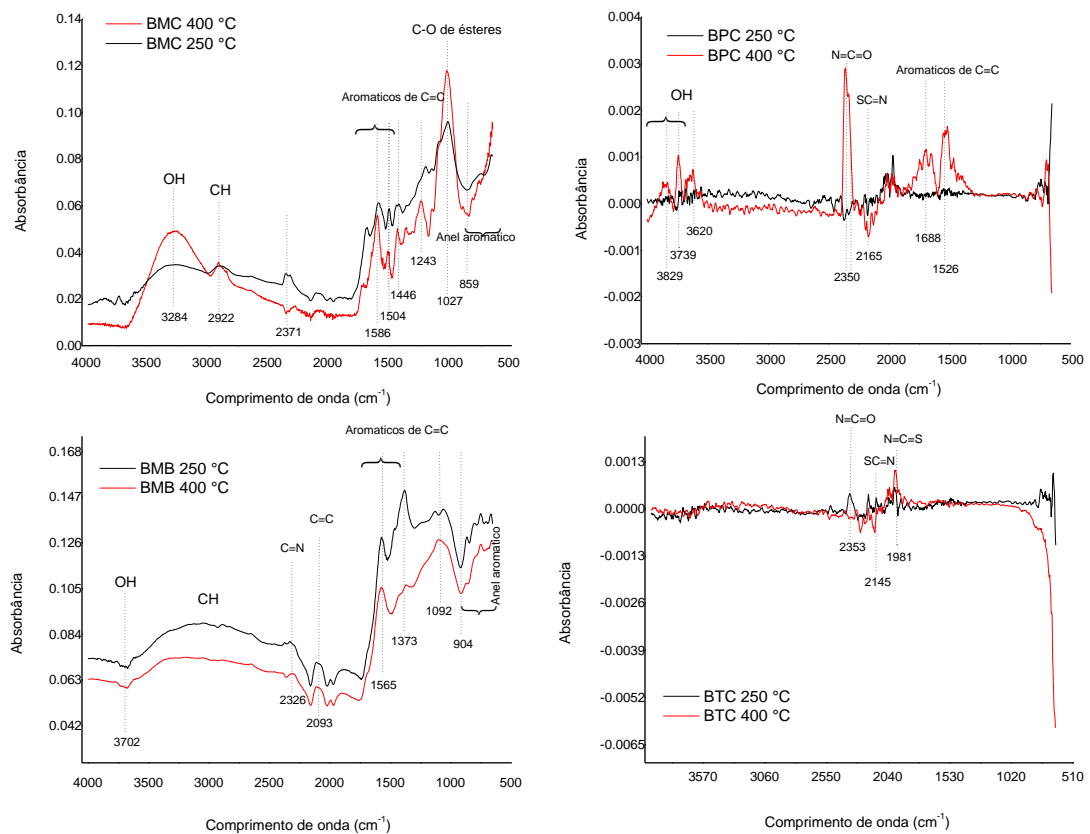 BMC 400 °C
BMC 250 °C
C-O de ésteres
Aromaticos de C=C
OH
CH
Anel aromatico
3284
2922
2371
1586
1504
1446
1243
1027
859
0.14
0.12
0.10
0.08
0.06
0.04
0.02
0.00
Absorbância
4000 3500 3000 2500 2000 1500 1000 500
Comprimento de onda (cm-1)
BPC 250 °C
BPC 400 °C
N=C=O
SC=N
Aromaticos de C=C
OH
3829
3739
3620
2350
2165
1688
1526
0.004
0.003
0.002
0.001
0.000
-0.001
-0.002
-0.003
Absorbância
4000 3500 3000 2500 2000 1500 1000 500
Comprimento de onda (cm-1)
BMB 250 °C
BMB 400 °C
Aromaticos de C=C
C=N
C=C
OH
CH
Anel aromatico
3702
2326
2093
1565
1373
1092
904
0.168
0.147
0.126
0.105
0.084
0.063
0.042
Absorbância
4000 3500 3000 2500 2000 1500 1000 500
Comprimento de onda (cm-1)
N=C=O
N=C=S
SC=N
2353
2145
1981
BTC 250 °C
BTC 400 °C
0.0013
0.0000
-0.0013
-0.0026
-0.0039
-0.0052
-0.0065
Absorbância
3570 3060 2550 2040 1530 1020 510
Comprimento de onda (cm-1)